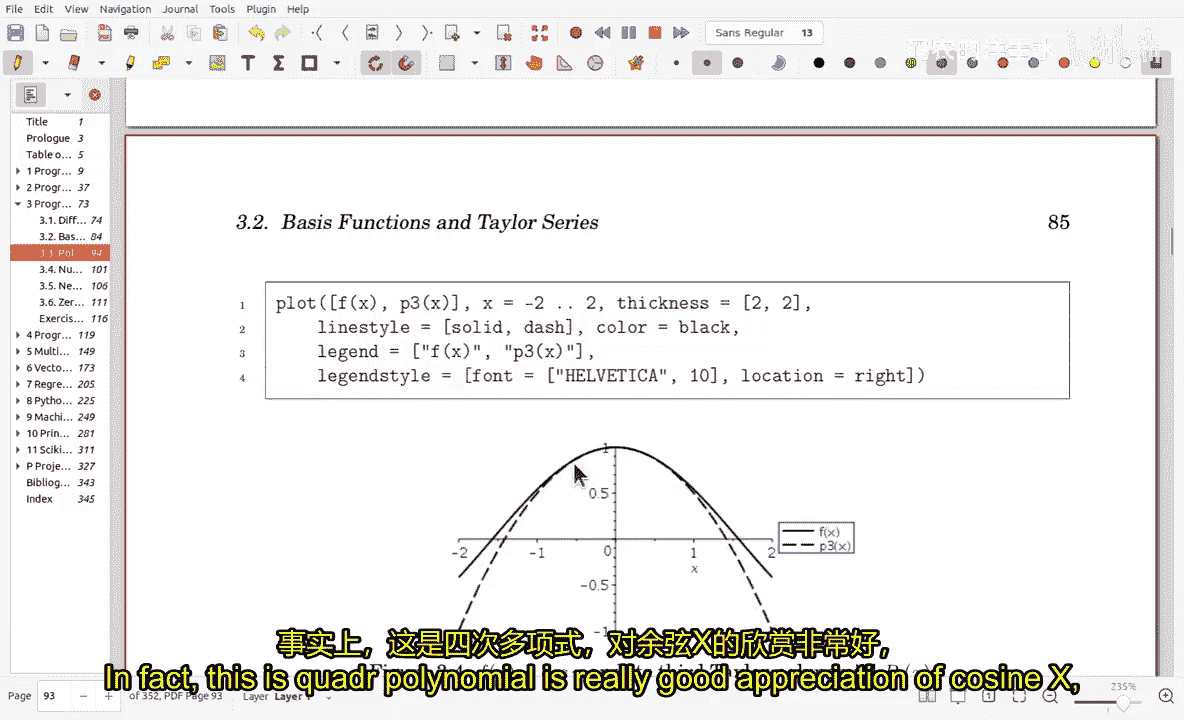 File Edit View Navigation Journal Tools Plugin Help
Sans Regular 13
Title 1
Prologue 3
Table o... 5
1 Progr... 9
2 Progr... 37
3 Progr... 73
3.1. Diff... 74
3.2. Bas... 84
3.4. Nu... 101
3.5. Ne... 106
3.6. Zer... 111
Exercis... 116
4 Progr... 119
5 Multi... 149
6 Vecto... 173
7 Regre... 205
8 Pytho... 225
9 Machi... 249
10 Prin... 281
11 Sciki... 311
P Proje... 327
Bibliog... 343
Index 345
3.2. Basis Functions and Taylor Series 85
1 plot([f(x), p3(x)], x = -2 .. 2, thickness = [2, 2],
2 linestyle = [solid, dash], color = black,
3 legend = ["f(x)", "p3(x)"],
4 legendstyle = [font = ["HELVETICA", 10], location = right])
1
0.5
-2 -1 0 1 2
x
-0.5
-1
f(x)
p3(x)
事实上，这是四次多项式，对余弦X的欣赏非常好，
In fact, this is quadr polynomial is really good appreciation of cosine X,
Page 93 of 352, PDF Page 93 Layer Layer 1
235%